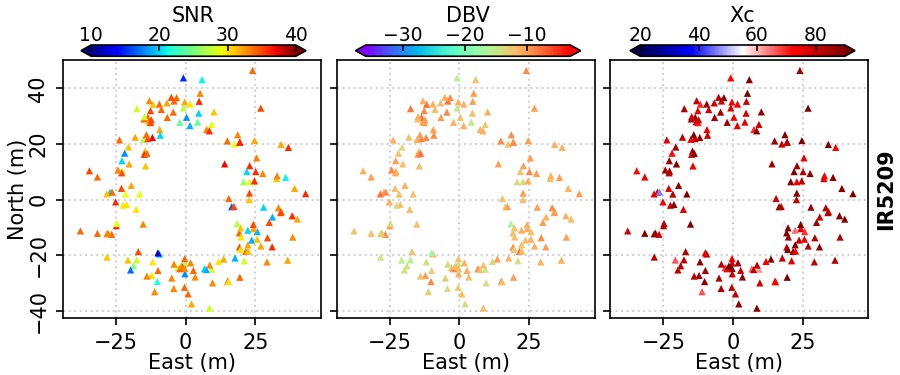 SNR DBV Xc
10 20 30 40 −30 −20 −10 20 40 60 80
40
20
0
−20
−40
North (m)
−25 0 25 −25 0 25 −25 0 25
East (m) East (m) East (m)
IR5209